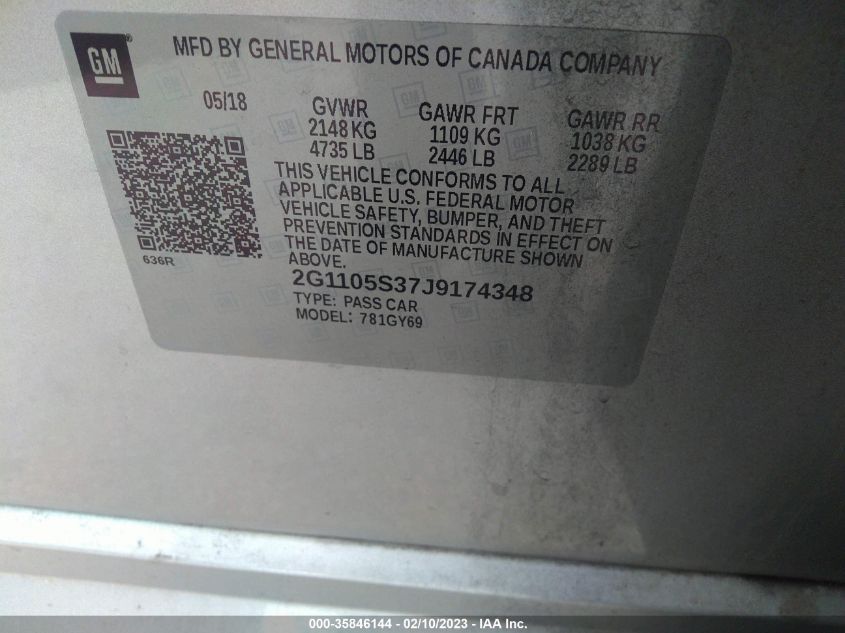 GM
MFD BY GENERAL MOTORS OF CANADA COMPANY
05/18
GVWR
2148 KG
4735 LB
GAWR FRT
1109 KG
2446 LB
GAWR RR
1038 KG
2289 LB
THIS VEHICLE CONFORMS TO ALL
APPLICABLE U.S. FEDERAL MOTOR
VEHICLE SAFETY, BUMPER, AND THEFT
PREVENTION STANDARDS IN EFFECT ON
THE DATE OF MANUFACTURE SHOWN
ABOVE.
636R
2G1105S37J9174348
TYPE: PASS CAR
MODEL: 781GY69
000-35846144 - 02/10/2023 - IAA Inc.